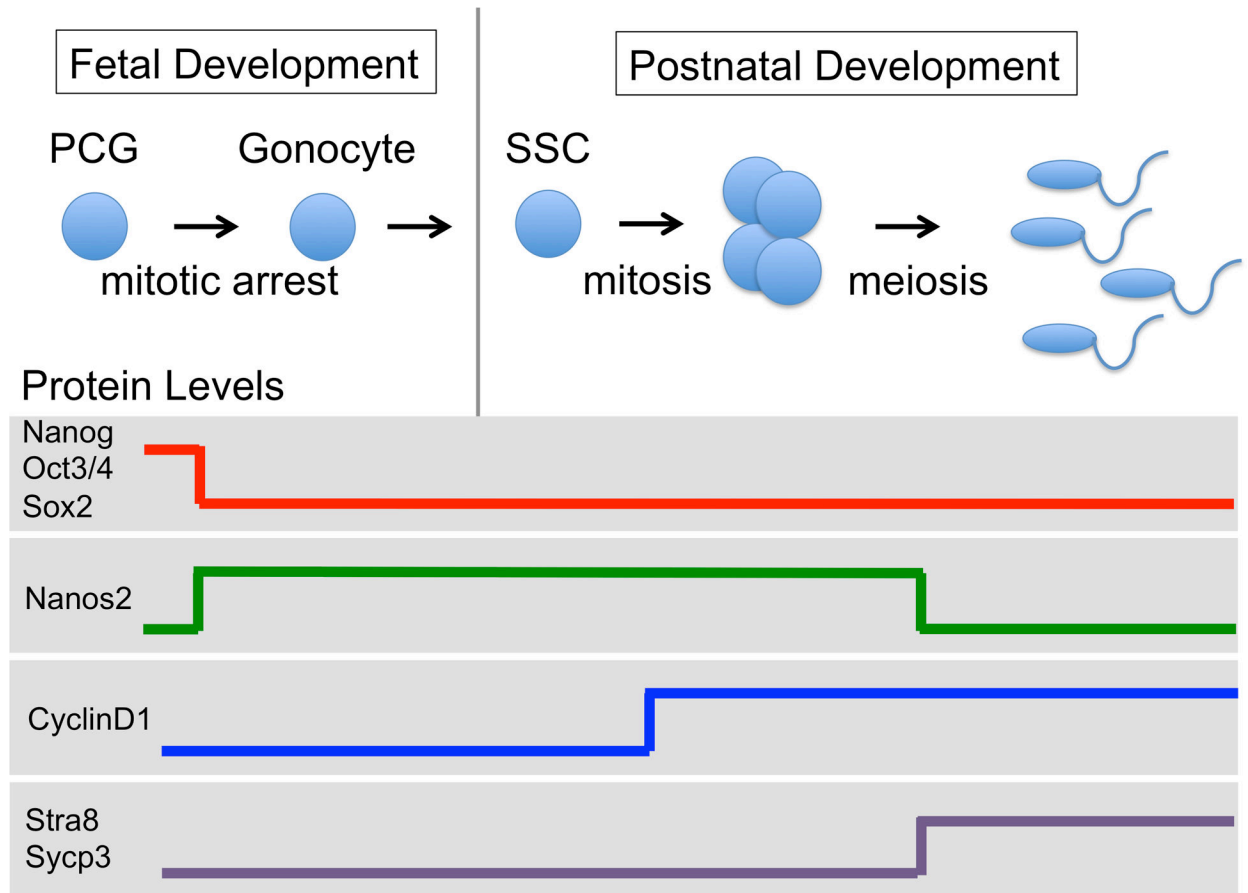 Fetal Development
Postnatal Development
PCG
Gonocyte
SSC
mitotic arrest
mitosis
meiosis
Protein Levels
Nanog
Oct3/4
Sox2
Nanos2
CyclinD1
Stra8
Sycp3